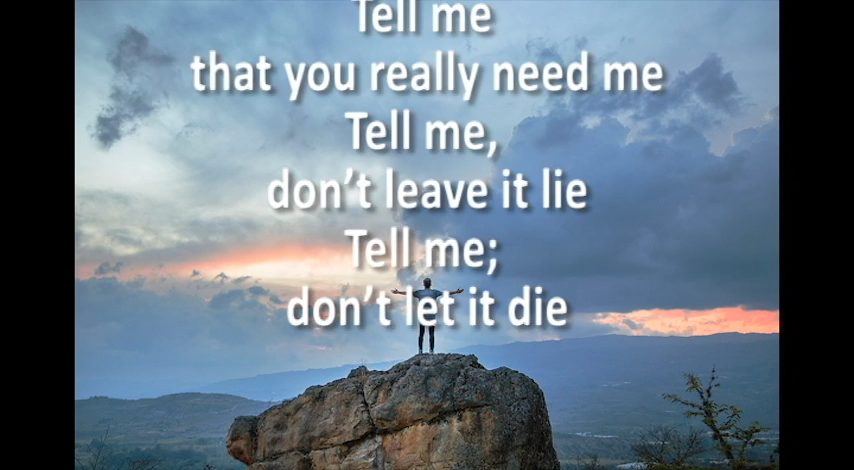 Tell me
that you really need me
Tell me,
don’t leave it lie
Tell me;
don’t let it die